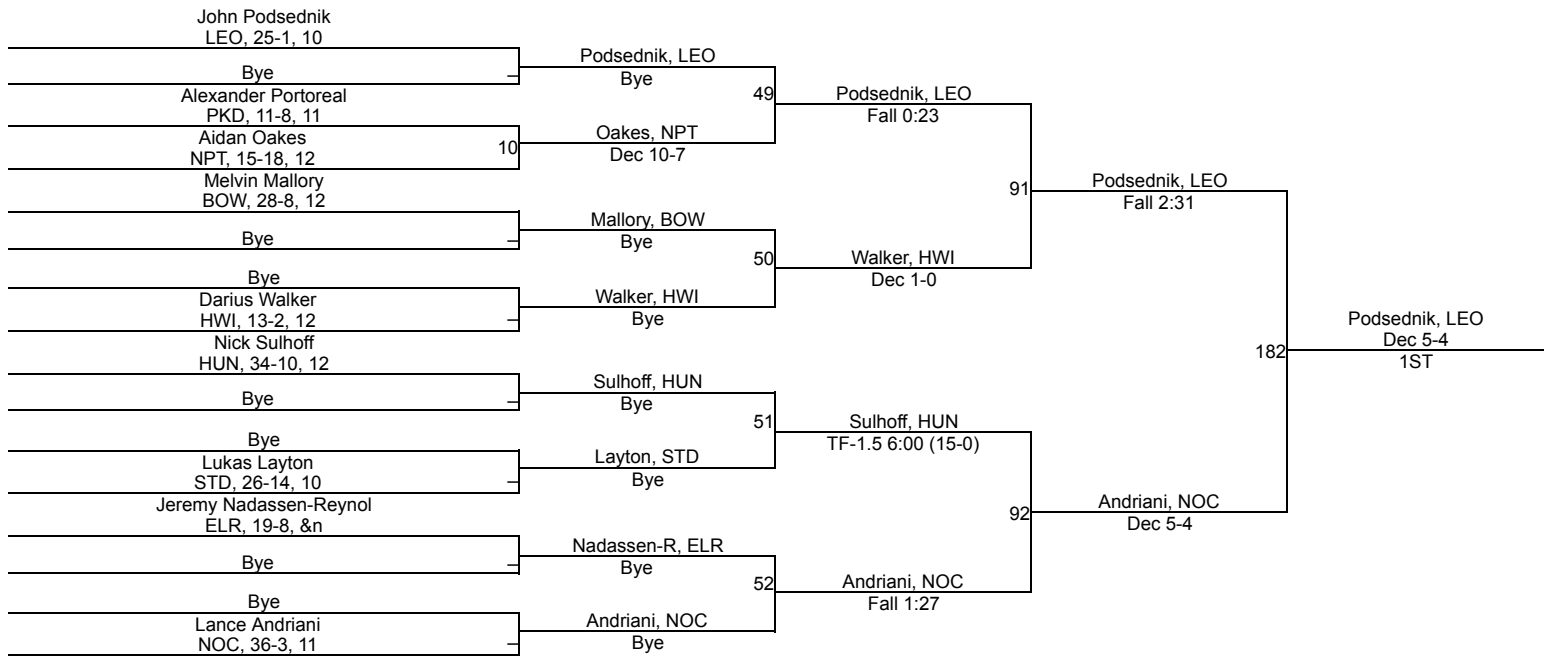 John Podsednik
LEO, 25-1, 10
Bye
Alexander Portoreal
PKD, 11-8, 11
Aidan Oakes
NPT, 15-18, 12
10
Melvin Mallory
BOW, 28-8, 12
Bye
Bye
Darius Walker
HWI, 13-2, 12
Nick Sulhoff
HUN, 34-10, 12
Bye
Bye
Lukas Layton
STD, 26-14, 10
Jeremy Nadassen-Reynol
ELR, 19-8, &n
Bye
Bye
Lance Andriani
NOC, 36-3, 11
Podsednik, LEO
Bye
49
Oakes, NPT
Dec 10-7
Mallory, BOW
Bye
50
Walker, HWI
Bye
Sulhoff, HUN
Bye
51
Layton, STD
Bye
Nadassen-R, ELR
Bye
52
Andriani, NOC
Bye
Podsednik, LEO
Fall 0:23
91
Walker, HWI
Dec 1-0
Sulhoff, HUN
TF-1.5 6:00 (15-0)
92
Andriani, NOC
Fall 1:27
Podsednik, LEO
Fall 2:31
182
Andriani, NOC
Dec 5-4
Podsednik, LEO
Dec 5-4
1ST